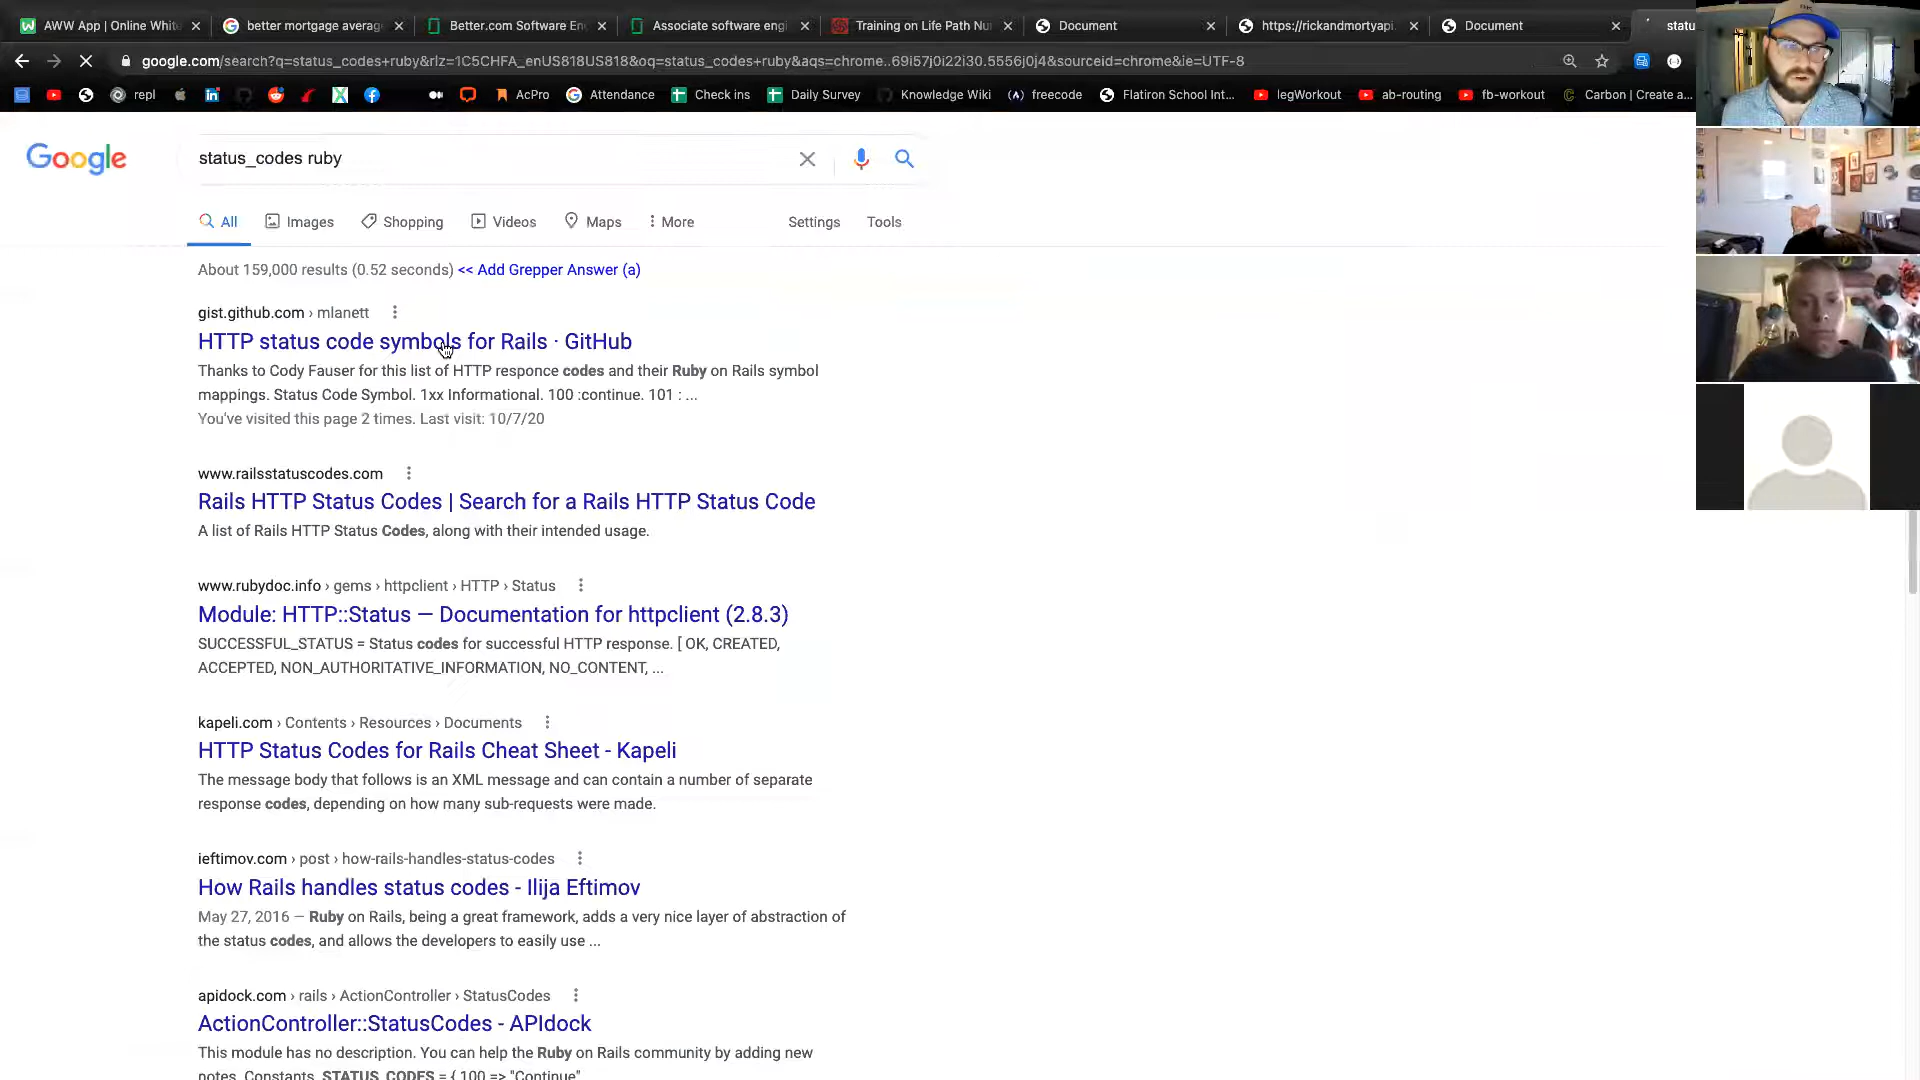 AWW App | Online White
better mortgage average
Better.com Software En
Associate software engi
Training on Life Path Nu
Document
https://rickandmortyapi.
Document
statu
google.com/search?q=status_codes+ruby&rlz=1C5CHFA_enUS818US818&oq=status_codes+ruby&aqs=chrome..69i57j0i22i30.5556j0j4&sourceid=chrome&ie=UTF-8
repl
AcPro
Attendance
Check ins
Daily Survey
Knowledge Wiki
freecode
Flatiron School Int...
legWorkout
ab-routing
fb-workout
Carbon | Create a...
Google
status_codes ruby
All
Images
Shopping
Videos
Maps
More
Settings
Tools
About 159,000 results (0.52 seconds) << Add Grepper Answer (a)
gist.github.com › mlanett
HTTP status code symbols for Rails · GitHub
Thanks to Cody Fauser for this list of HTTP responce codes and their Ruby on Rails symbol
mappings. Status Code Symbol. 1xx Informational. 100 :continue. 101 : ...
You've visited this page 2 times. Last visit: 10/7/20
www.railsstatuscodes.com
Rails HTTP Status Codes | Search for a Rails HTTP Status Code
A list of Rails HTTP Status Codes, along with their intended usage.
www.rubydoc.info › gems › httpclient › HTTP › Status
Module: HTTP::Status — Documentation for httpclient (2.8.3)
SUCCESSFUL_STATUS = Status codes for successful HTTP response. [ OK, CREATED,
ACCEPTED, NON_AUTHORITATIVE_INFORMATION, NO_CONTENT, ...
kapeli.com › Contents › Resources › Documents
HTTP Status Codes for Rails Cheat Sheet - Kapeli
The message body that follows is an XML message and can contain a number of separate
response codes, depending on how many sub-requests were made.
ieftimov.com › post › how-rails-handles-status-codes
How Rails handles status codes - Ilija Eftimov
May 27, 2016 — Ruby on Rails, being a great framework, adds a very nice layer of abstraction of
the status codes, and allows the developers to easily use ...
apidock.com › rails › ActionController › StatusCodes
ActionController::StatusCodes - APIdock
This module has no description. You can help the Ruby on Rails community by adding new
notes. Constants. STATUS_CODES = { 100 => "Continue"